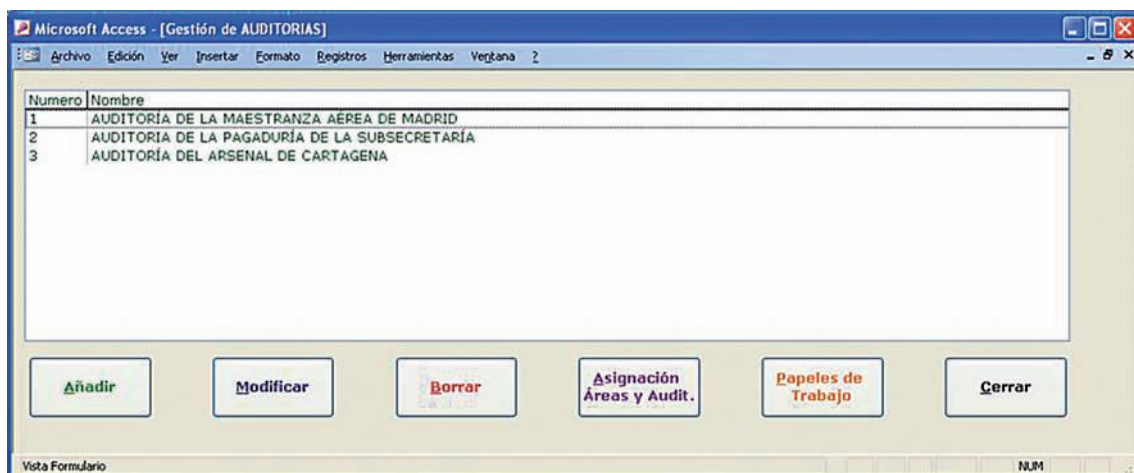 Microsoft Access - [Gestión de AUDITORIAS]
Archivo Edición Ver Insertar Formato Registros Herramientas Ventana ?
Numero Nombre
1 AUDITORÍA DE LA MAESTRANZA AÉREA DE MADRID
2 AUDITORIA DE LA PAGADURÍA DE LA SUBSECRETARÍA
3 AUDITORÍA DEL ARSENAL DE CARTAGENA
Añadir Modificar Borrar Asignación Áreas y Audit. Papeles de Trabajo Cerrar
Vista Formulario NUM